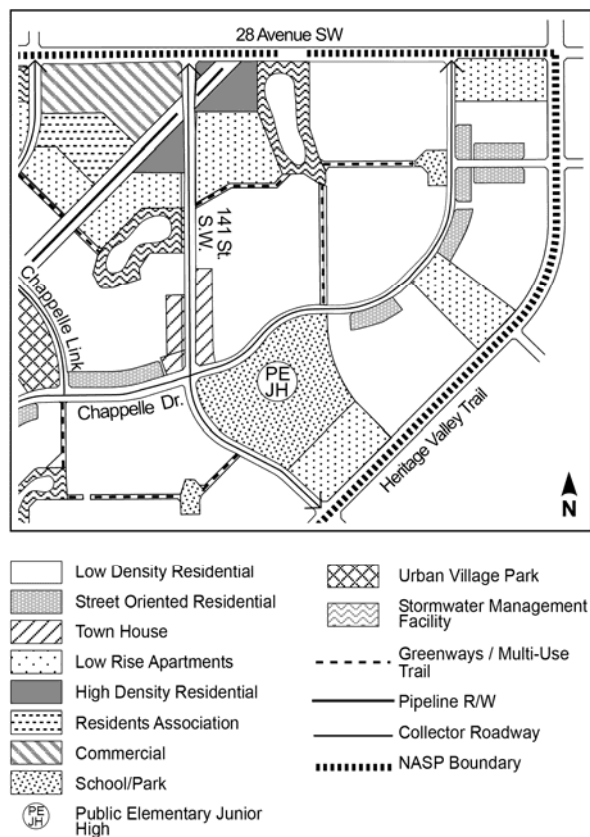 28 Avenue SW
141 St.
S.W
Chappelle Link
PE
JH
Chappelle Dr.
Heritage Valley Trail
N
Low Density Residential
Street Oriented Residential
Town House
Low Rise Apartments
High Density Residential
Residents Association
Commercial
School/Park
PE
JH
Public Elementary Junior
High
Urban Village Park
Stormwater Management
Facility
Greenways / Multi-Use
Trail
Pipeline R/W
Collector Roadway
NASP Boundary